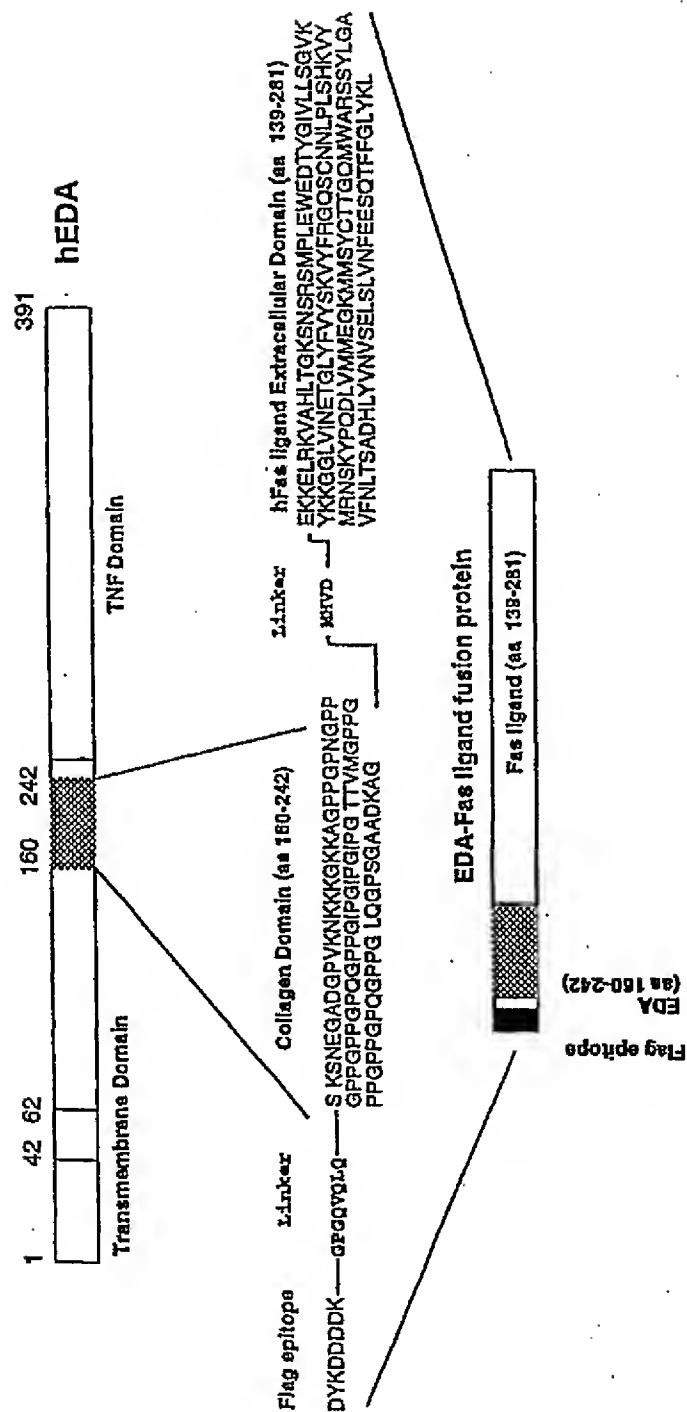 1 42 62 160 242 391
hEDA
Transmembrane Domain TNF Domain
Flag epitope Linker Collagen Domain (aa 160-242) Linker hFas ligand Extracellular Domain (aa 139-281)
DYKDDDDK GPGQVQLQ S KSNEGADGPVKNKKKGKKAGPPGPNGPP
GPPGPPGPQGPPGIPGIPGIPG TTVMGPPG
PPGPPGPQGPPG LQGPSGAADKAG
MHVD
EKKELRKVAHLTGKSNSRSMPLEWEDTYGIVLLSGVK
YKKGGLVINETGLYFVYSKVYFRGQSCNNLPLSHKVY
MRNSKYPQDLVMMEGKMMSYCTTGQMWARSSYLGA
VFNLTSADHLYVNVSELSLVNFEESQTFFGLYKL
EDA-Fas ligand fusion protein
Fas ligand (aa 139-281)
Flag epitope
EDA
(aa 160-242)